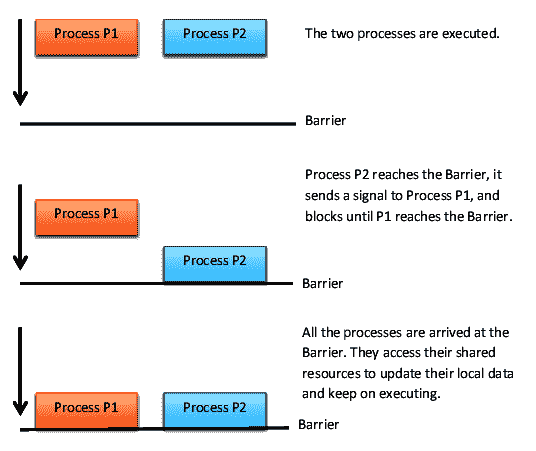 Process P1
Process P2
The two processes are executed.
Barrier
Process P2 reaches the Barrier, it
sends a signal to Process P1, and
blocks until P1 reaches the Barrier.
Process P1
Process P2
Barrier
All the processes are arrived at the
Barrier. They access their shared
resources to update their local data
and keep on executing.
Process P1
Process P2
Barrier